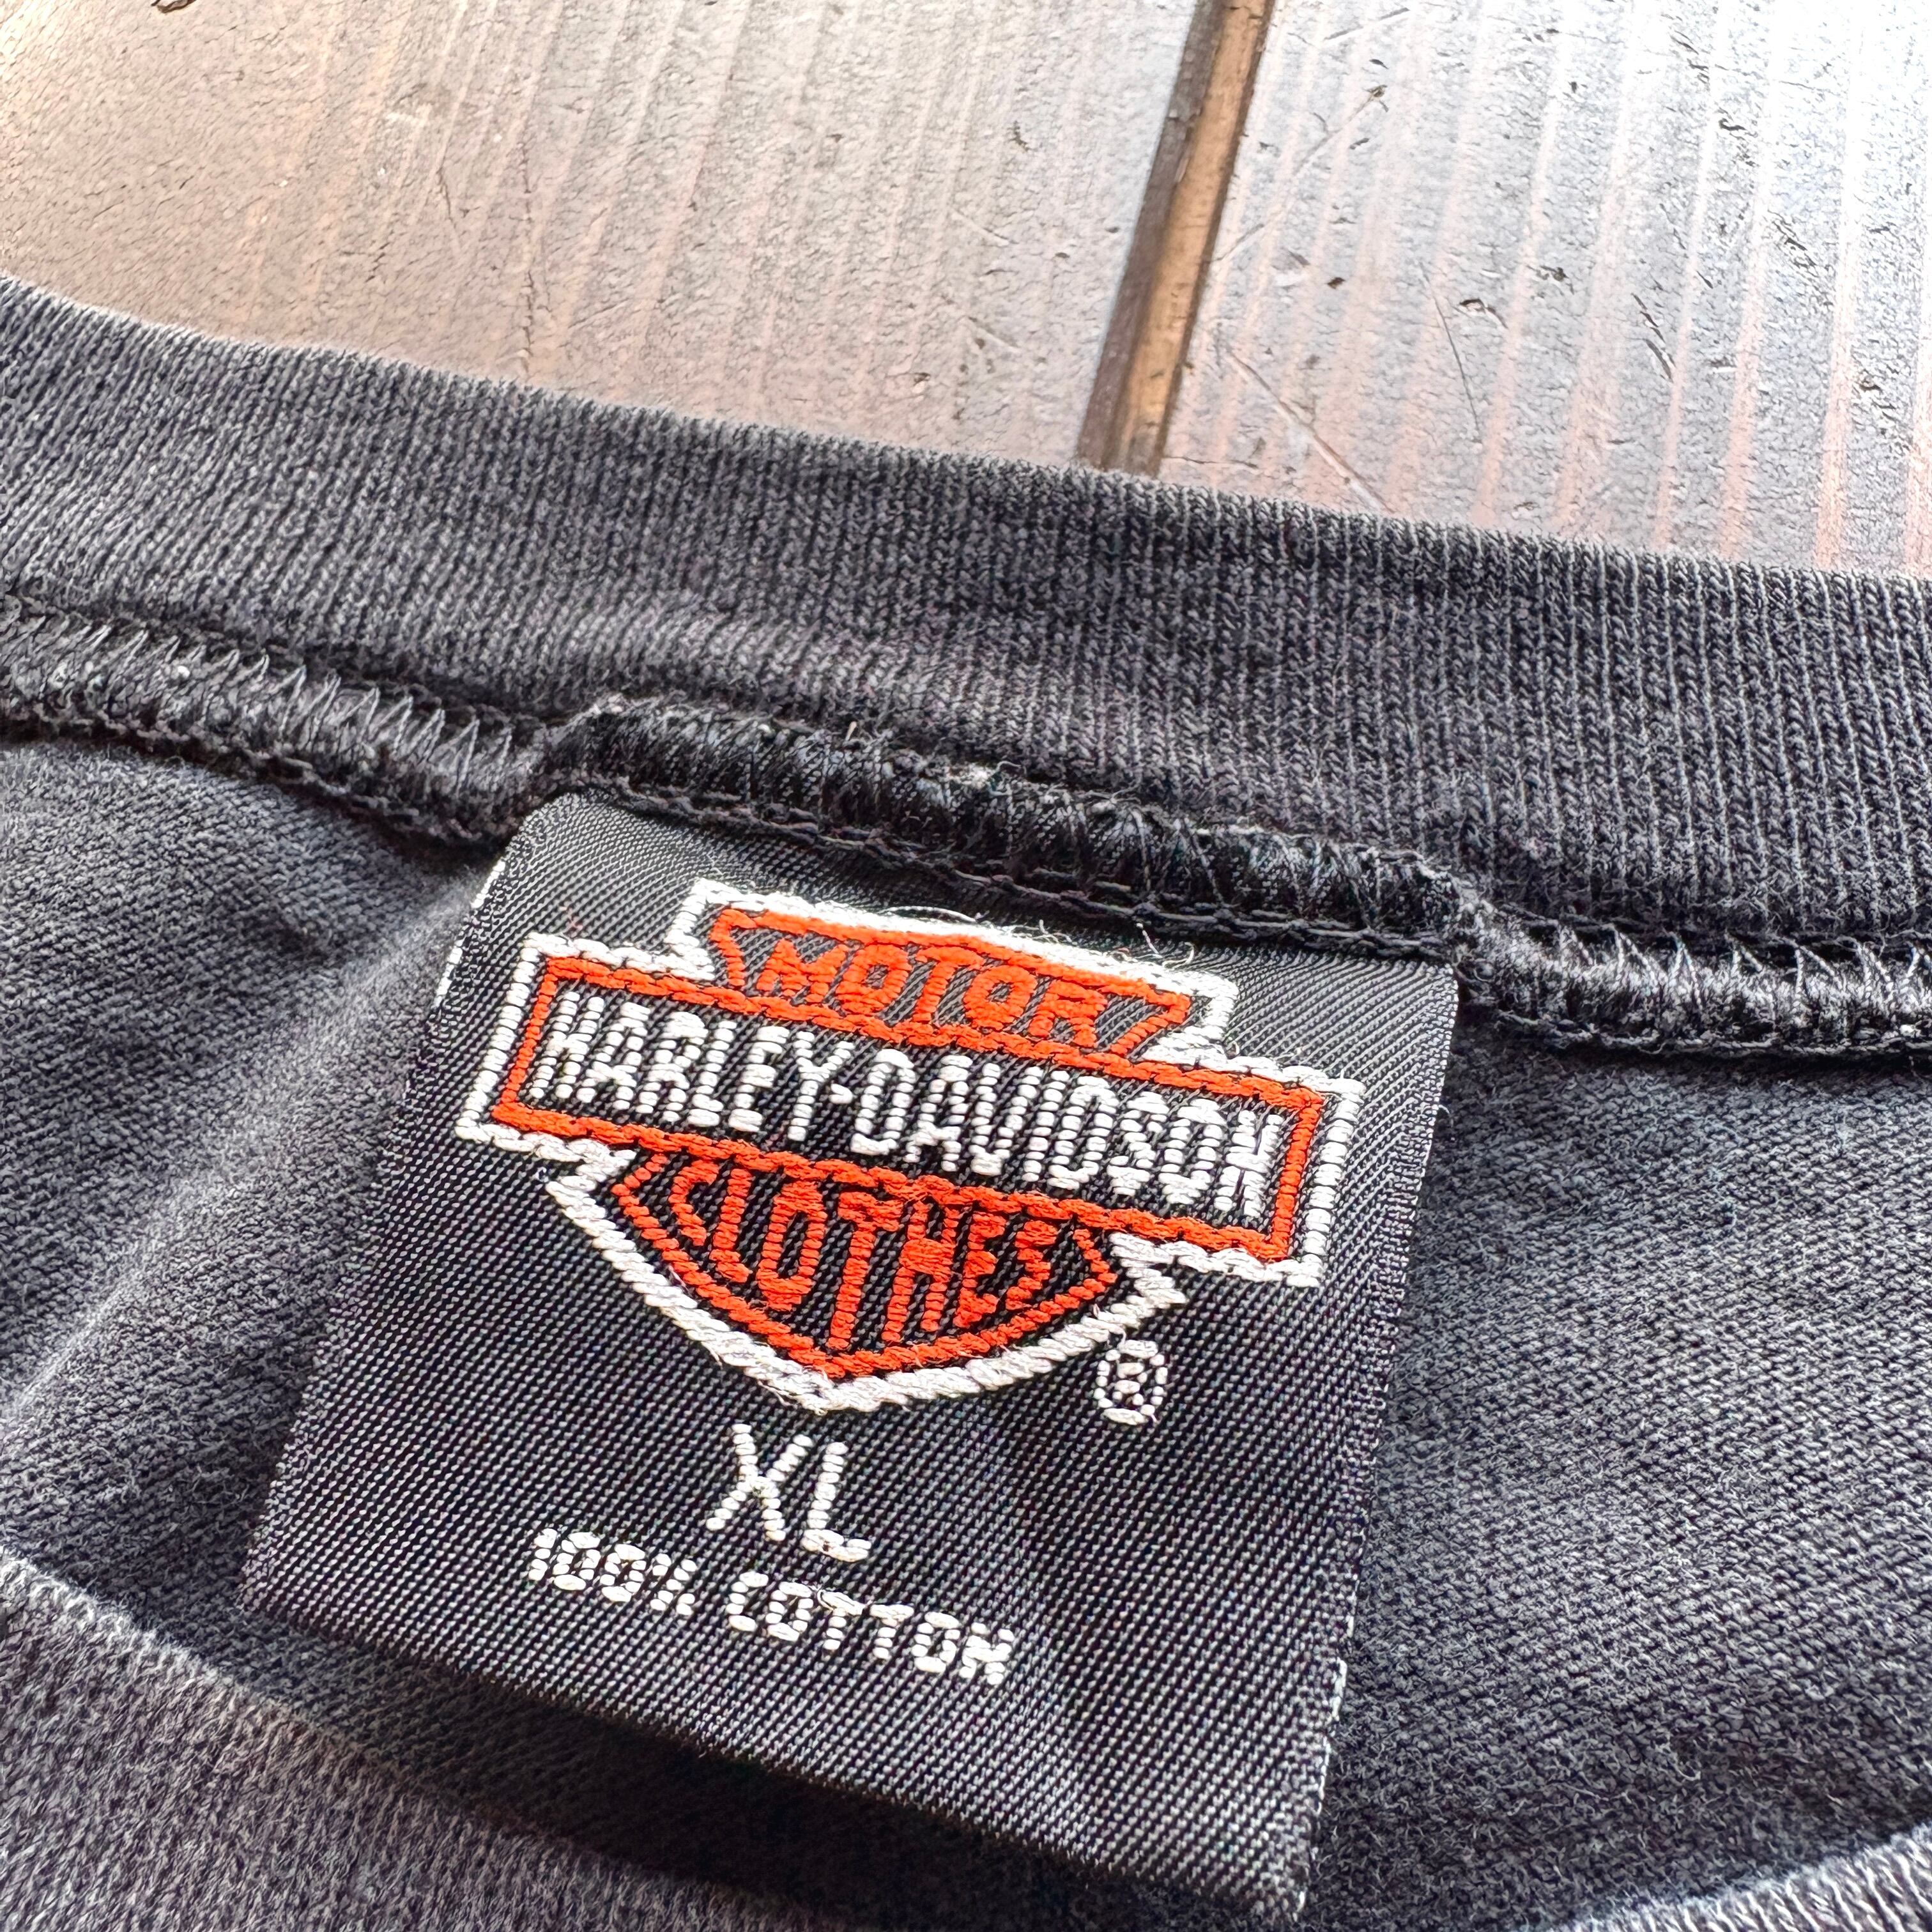 MOTOR
HARLEY-DAVIDSON
CLOTHES
®
XL
100% COTTON